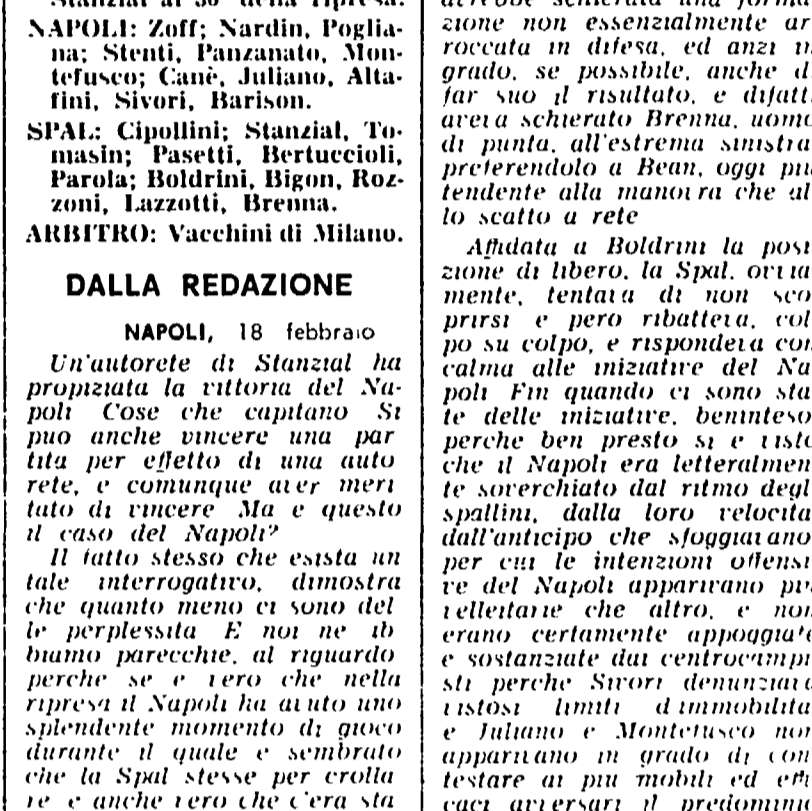 Stanzial al 30' della ripresa.
NAPOLI: Zoff; Nardin, Poglia-
na; Stenti, Panzanato, Mon-
tefusco; Canè, Juliano, Alta-
fini, Sivori, Barison.
SPAL: Cipollini; Stanzial, To-
masin; Pasetti, Bertuccioli,
Parola; Boldrini, Bigon, Roz-
zoni, Lazzotti, Brenna.
ARBITRO: Vacchini di Milano.
DALLA REDAZIONE
NAPOLI, 18 febbraio
Un'autorete di Stanzial ha
propiziata la vittoria del Na-
poli Cose che capitano Si
puo anche vincere una par
tita per effetto di una auto
rete, e comunque aver meri
tato di vincere Ma e questo
il caso del Napoli?
Il fatto stesso che esista un
tale interrogativo, dimostra
che quanto meno ci sono del
le perplessita E noi ne ab
biamo parecchie, al riguardo
perche se e vero che nella
ripresa il Napoli ha avuto uno
splendente momento di gioco
durante il quale e sembrato
che la Spal stesse per crolla
re e anche vero che c'era sta
zione non essenzialmente ar
roccata in difesa, ed anzi in
grado, se possibile, anche di
far suo il risultato, e difatti
aveva schierato Brenna, uomo
di punta, all'estrema sinistra
preferendolo a Bean, oggi piu
tendente alla manovra che al
lo scatto a rete
Affidata a Boldrini la posi
zione di libero, la Spal, ovvia
mente, tentava di non sco
prirsi e pero ribatteva, col
po su colpo, e rispondeva con
calma alle iniziative del Na
poli Fin quando ci sono sta
te delle iniziative, beninteso
perche ben presto si e visto
che il Napoli era letteralmen
te soverchiato dal ritmo degli
spallini, dalla loro velocita
dall'anticipo che sfoggiavano
per cui le intenzioni offensi
ve del Napoli apparivano piu
velleitarie che altro, e non
erano certamente appoggiate
e sostanziate dai centrocampi
sti perche Sivori denunziava
vistosi limiti d immobilita
e Juliano e Montefusco non
apparivano in grado di con
testare ai piu mobili ed effi
caci avversari il predominio